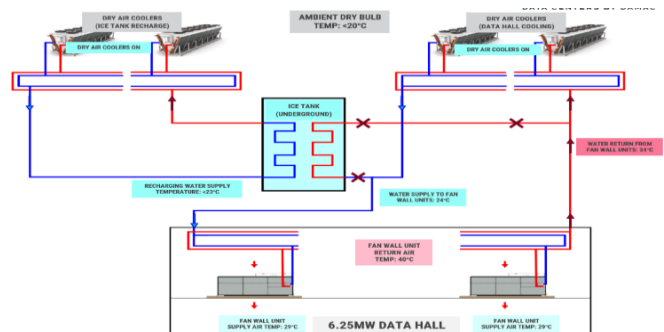 DRY AIR COOLERS
(ICE TANK RECHARGE)
DRY AIR COOLERS ON
AMBIENT DRY BULB
TEMP: <20°C
DRY AIR COOLERS
(DATA HALL COOLING)
DRY AIR COOLERS ON
ICE TANK
(UNDERGROUND)
WATER RETURN FROM
FAN WALL UNITS: 34°C
RECHARGING WATER SUPPLY
TEMPERATURE: <23°C
WATER SUPPLY TO FAN
WALL UNITS: 24°C
FAN WALL UNIT
RETURN AIR
TEMP: 40°C
FAN WALL UNIT
SUPPLY AIR TEMP: 29°C
6.25MW DATA HALL
FAN WALL UNIT
SUPPLY AIR TEMP: 29°C